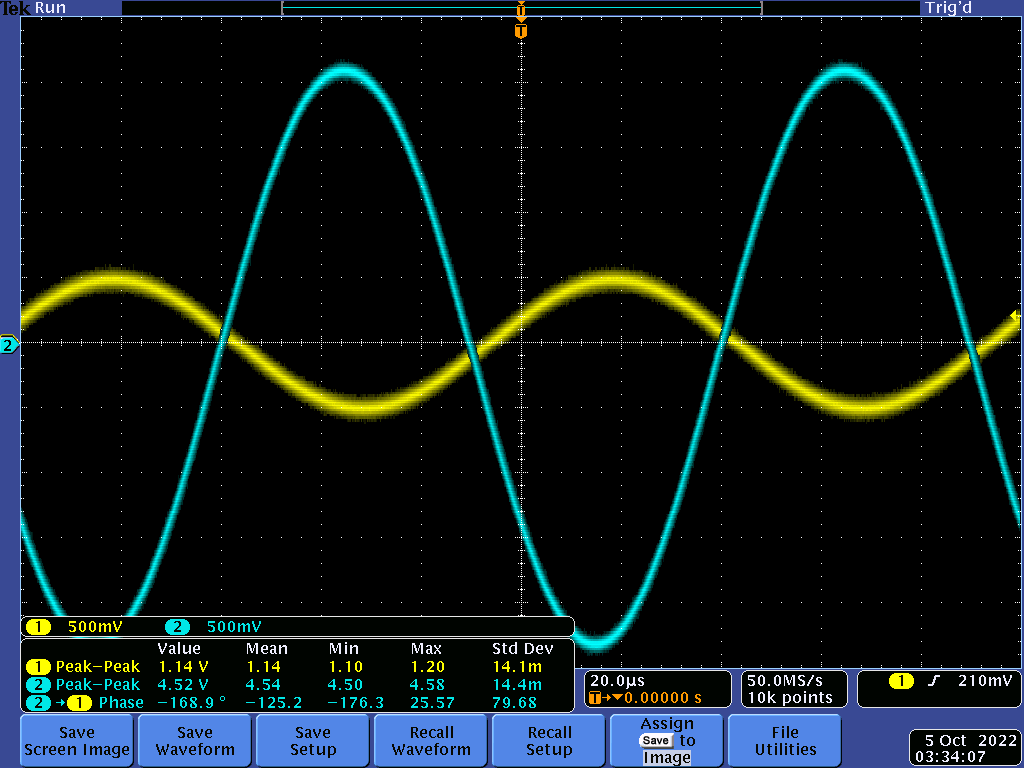 Tek Run Trig'd
T
T
2
1 500mV 2 500mV
Value Mean Min Max Std Dev
1 Peak-Peak 1.14 V 1.14 1.10 1.20 14.1m
2 Peak-Peak 4.52 V 4.54 4.50 4.58 14.4m
2 →1 Phase -168.9 ° -125.2 -176.3 25.57 79.68
20.0µs
T→▼0.00000 s
50.0MS/s
10k points
1 210mV
Save
Screen Image
Save
Waveform
Save
Setup
Recall
Waveform
Recall
Setup
Assign
Save to
Image
File
Utilities
5 Oct 2022
03:34:07